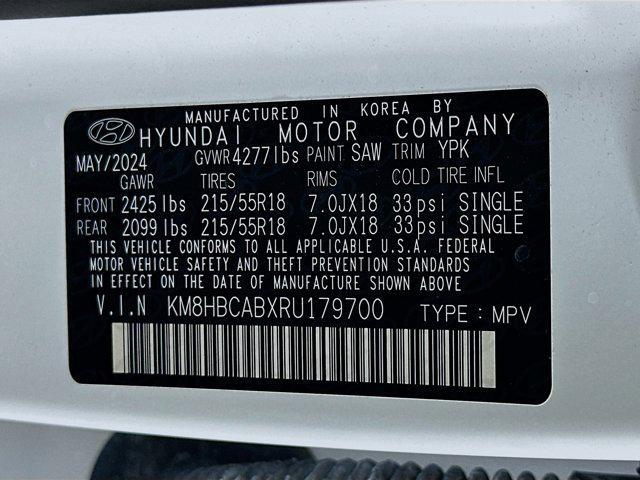 MANUFACTURED IN KOREA BY
HYUNDAI MOTOR COMPANY
MAY/2024 GVWR 4277 lbs PAINT SAW TRIM YPK
GAWR TIRES RIMS COLD TIRE INFL
FRONT 2425 lbs 215/55R18 7.0JX18 33psi SINGLE
REAR 2099 lbs 215/55R18 7.0JX18 33psi SINGLE
THIS VEHICLE CONFORMS TO ALL APPLICABLE U.S.A. FEDERAL
MOTOR VEHICLE SAFETY AND THEFT PREVENTION STANDARDS
IN EFFECT ON THE DATE OF MANUFACTURE SHOWN ABOVE
V.I.N KM8HBCABXRU179700 TYPE : MPV